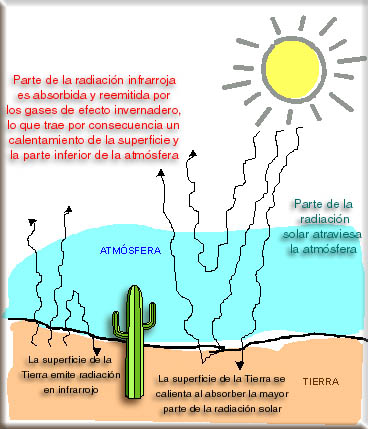 Parte de la radiación infrarroja
es absorbida y reemitida por
los gases de efecto invernadero,
lo que trae por consecuencia un
calentamiento de la superficie y
la parte inferior de la atmósfera
Parte de la
radiación
solar atraviesa
la atmósfera
ATMÓSFERA
La superficie de la
Tierra emite radiación
en infrarrojo
La superficie de la Tierra se
calienta al absorber la mayor
parte de la radiación solar
TIERRA